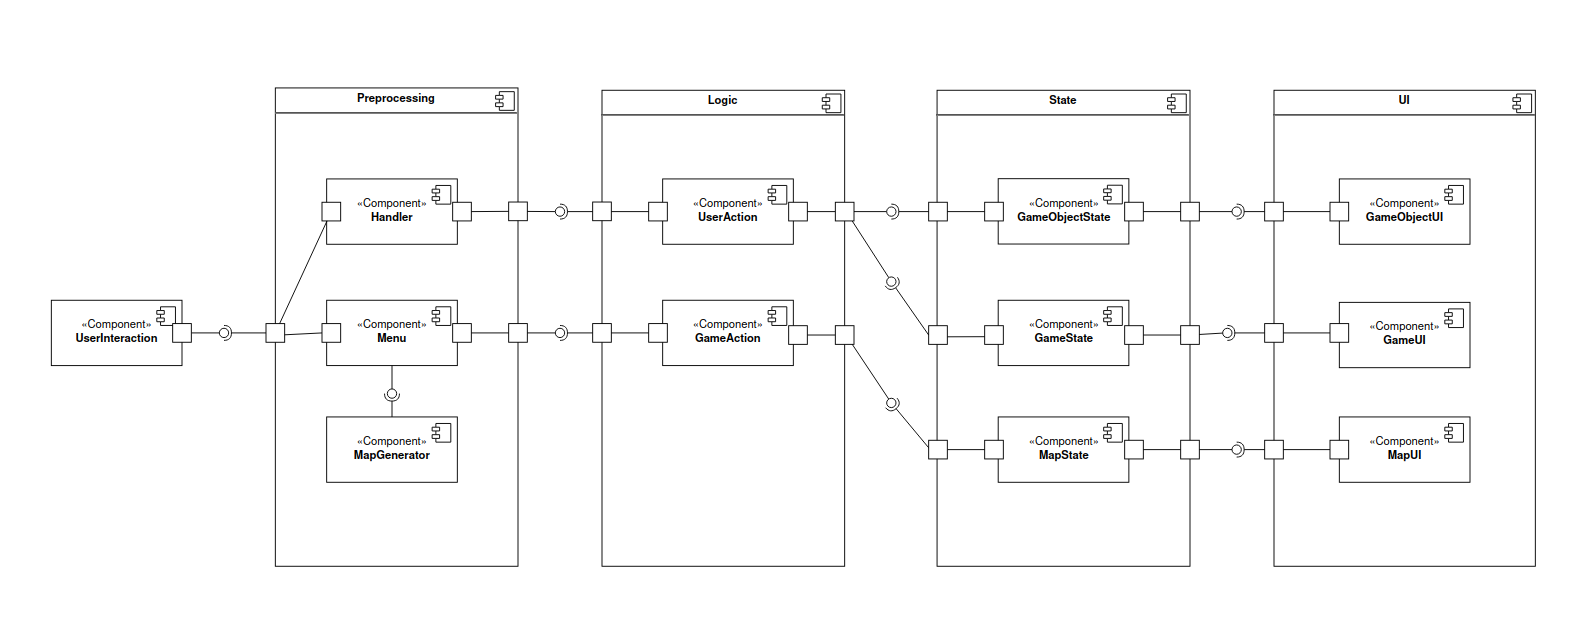 Preprocessing
Logic
State
UI
«Component»
Handler
«Component»
UserAction
«Component»
GameObjectState
«Component»
GameObjectUI
«Component»
UserInteraction
«Component»
Menu
«Component»
GameAction
«Component»
GameState
«Component»
GameUI
«Component»
MapGenerator
«Component»
MapState
«Component»
MapUI